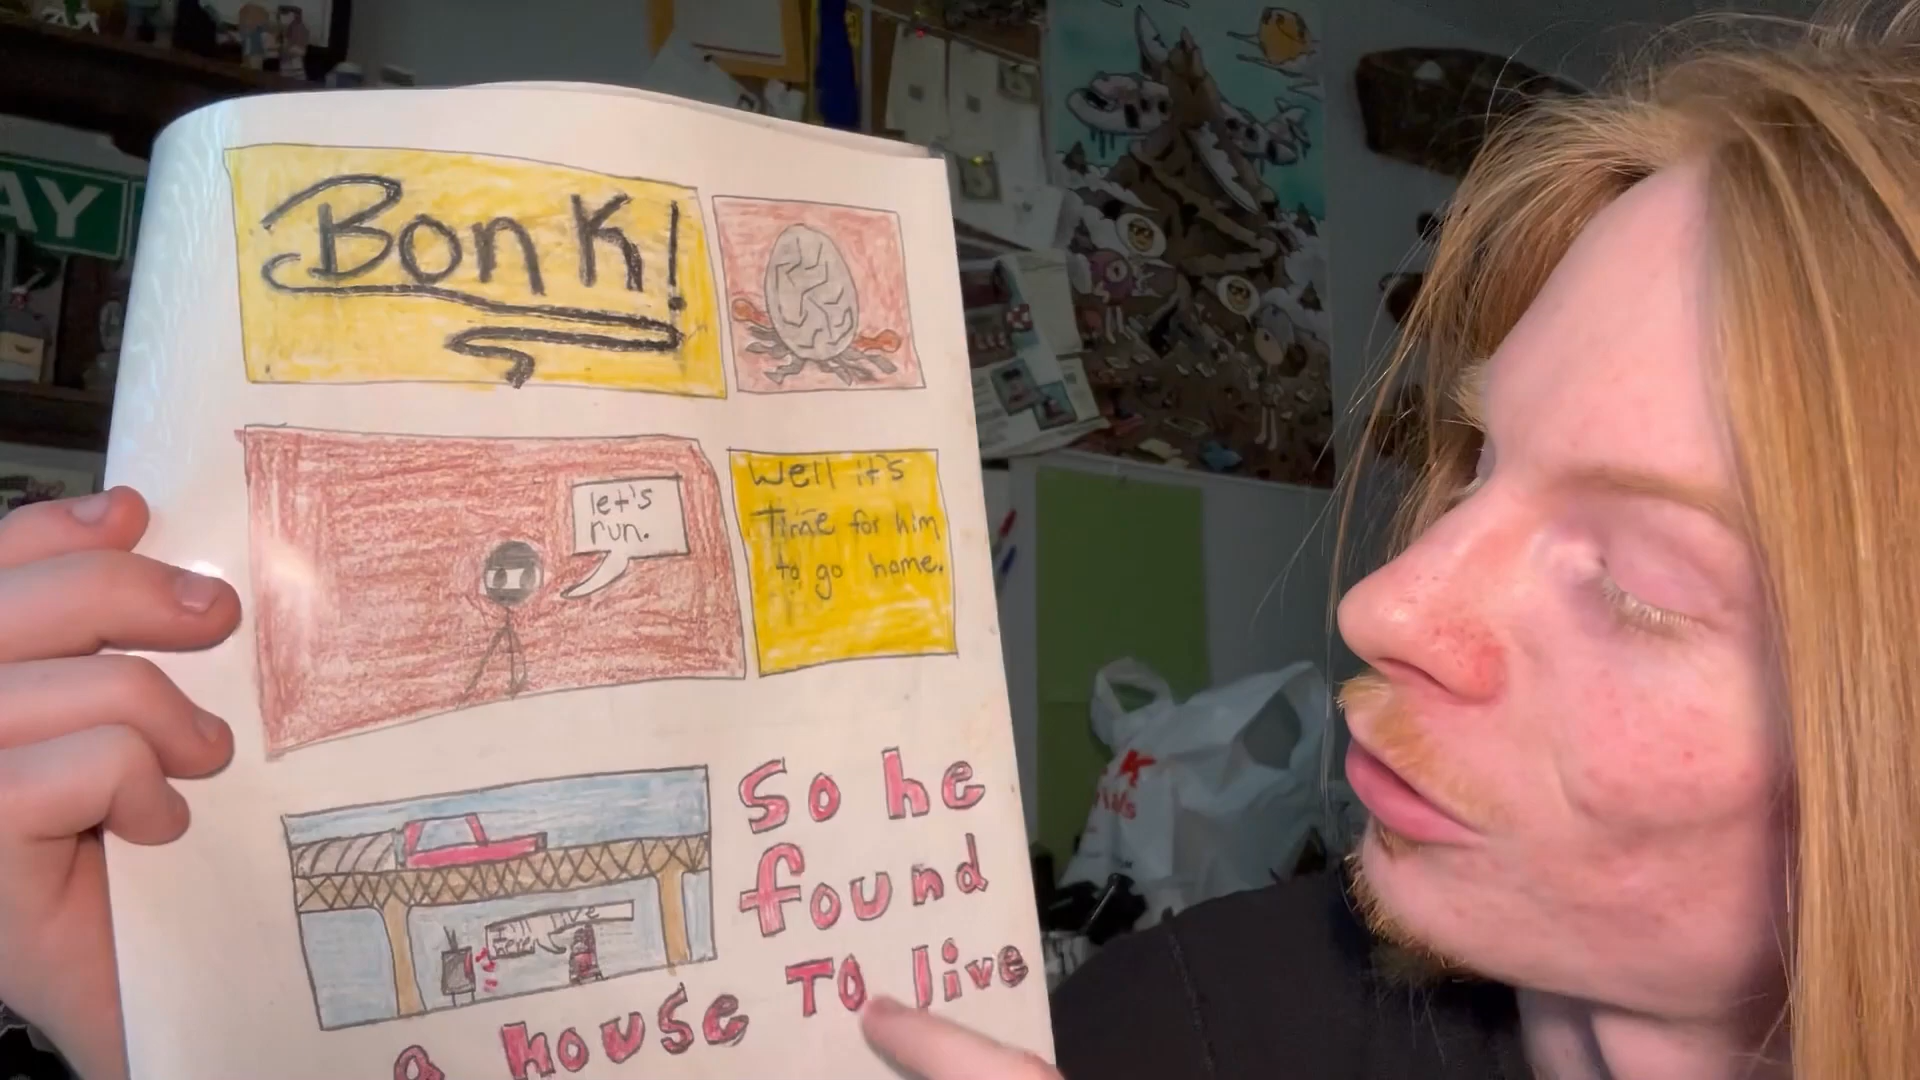 AY
BonK!
let's
run.
Well it's
Time for him
to go home.
I'll live
here
So he
found
a house TO live
K